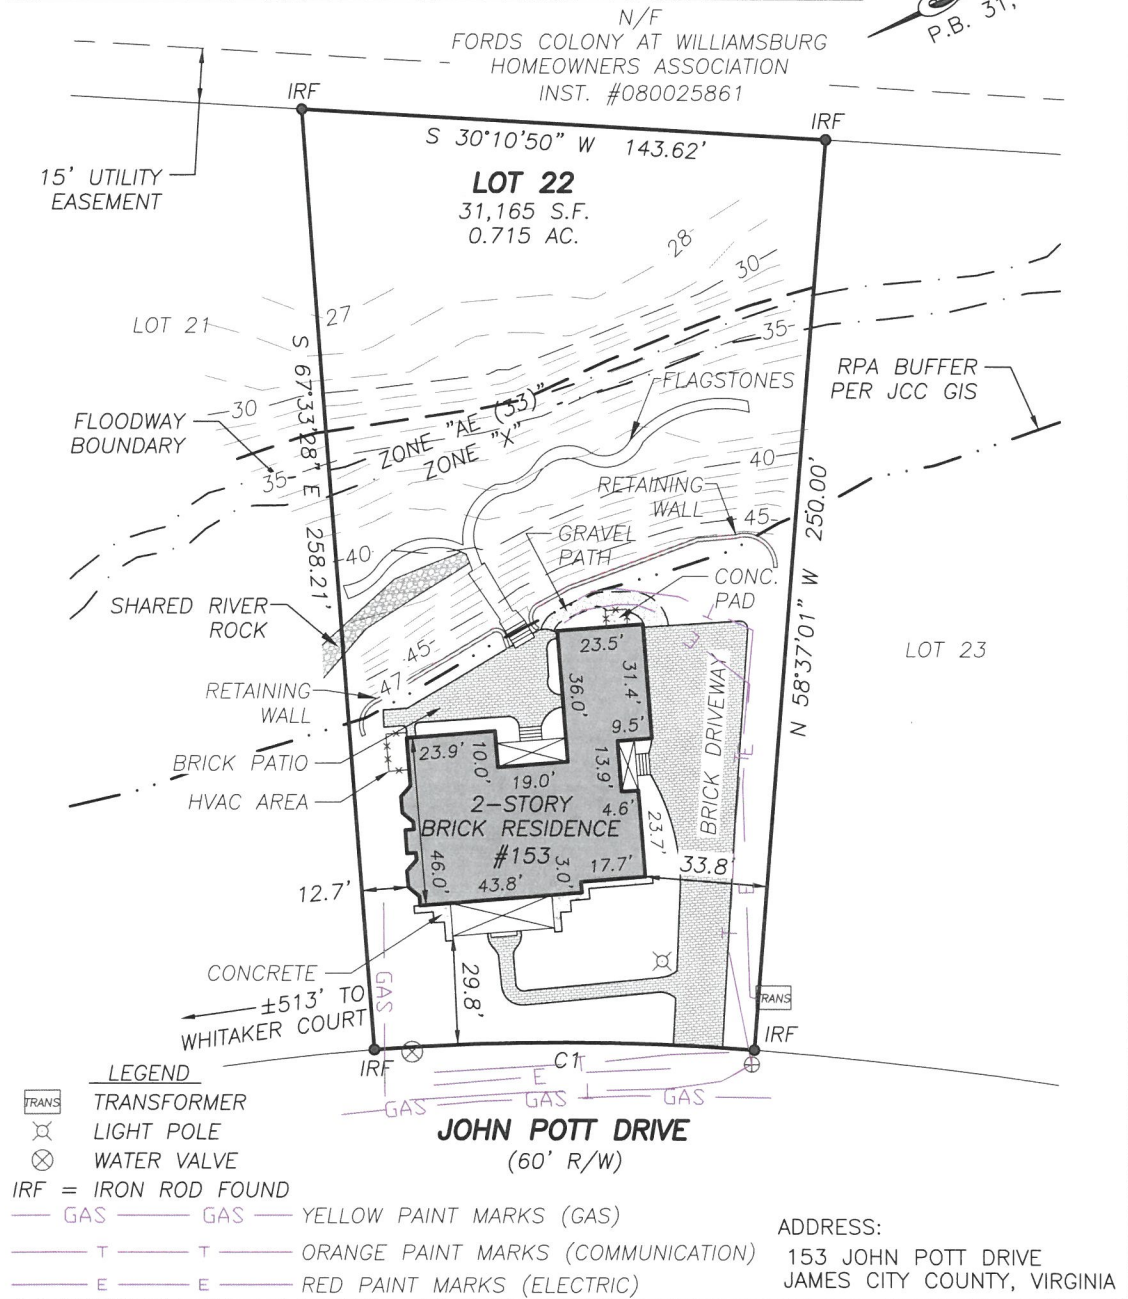 N/F
FORDS COLONY AT WILLIAMSBURG
HOMEOWNERS ASSOCIATION
INST. #080025861
P.B. 31,
IRF
IRF
S 30°10'50" W 143.62'
15' UTILITY
EASEMENT
LOT 22
31,165 S.F.
0.715 AC.
28
30
27
35
LOT 21
S 67°33'28" E 258.21'
RPA BUFFER
PER JCC GIS
FLAGSTONES
30
FLOODWAY
BOUNDARY
ZONE "AE (33)"
ZONE "X"
35
40
RETAINING
WALL
45
N 58°37'01" W 250.00'
GRAVEL
PATH
40
CONC.
PAD
SHARED RIVER
ROCK
LOT 23
45
47
RETAINING
WALL
23.5'
31.4'
36.0'
9.5'
E
BRICK DRIVEWAY
T
E
BRICK PATIO
23.9'
10.0'
19.0'
13.9'
HVAC AREA
2-STORY
BRICK RESIDENCE
#153
4.6'
23.7'
46.0'
43.8'
3.0'
17.7'
33.8'
12.7'
E
T
CONCRETE
29.8'
GAS
±513' TO
WHITAKER COURT
TRANS
IRF
IRF
C1
T
E
T
GAS
GAS
GAS
JOHN POTT DRIVE
(60' R/W)
LEGEND
TRANS TRANSFORMER
LIGHT POLE
WATER VALVE
IRF = IRON ROD FOUND
GAS GAS YELLOW PAINT MARKS (GAS)
T T ORANGE PAINT MARKS (COMMUNICATION)
E E RED PAINT MARKS (ELECTRIC)
ADDRESS:
153 JOHN POTT DRIVE
JAMES CITY COUNTY, VIRGINIA